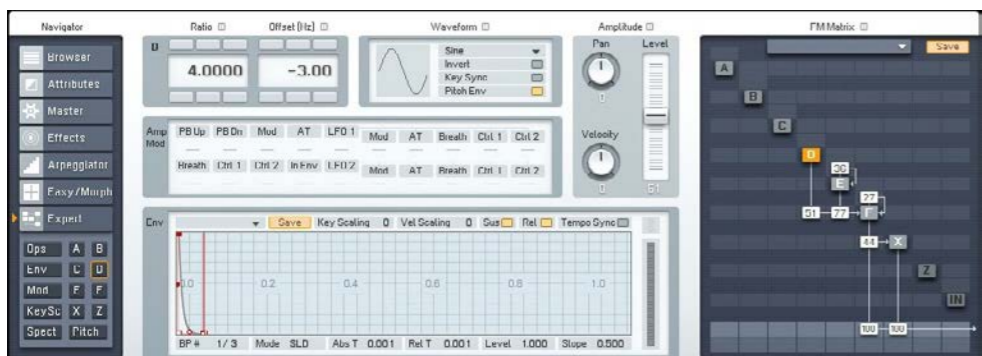 Navigator
Browser
Attributes
Master
Effects
Arpeggiator
Easy/Morph
Expert
Ops A B
Env C D
Mod E F
KeySc X Z
Spect Pitch
Ratio Offset (Hz) Waveform Amplitude FM Matrix
D
4.0000 -3.00
Sine
Invert
Key Sync
Pitch Env
Pan Level
0
Velocity
0 51
Amp Mod
PB Up PB Dn Mod AT LFO 1 Mod AT Breath Ctrl 1 Ctrl 2
Breath Ctrl 1 Ctrl 2 In Env LFO 2 Mod AT Breath Ctrl 1 Ctrl 2
Env Save Key Scaling 0 Vel Scaling 0 Sus Rel Tempo Sync
0.0 0.2 0.4 0.6 0.8 1.0
BP # 1 / 3 Mode SLD Abs T 0.001 Rel T 0.001 Level 1.000 Slope 0.500
Save
A
B
C
D
36
E 27
51 77 F
44 X
Z
IN
100 100